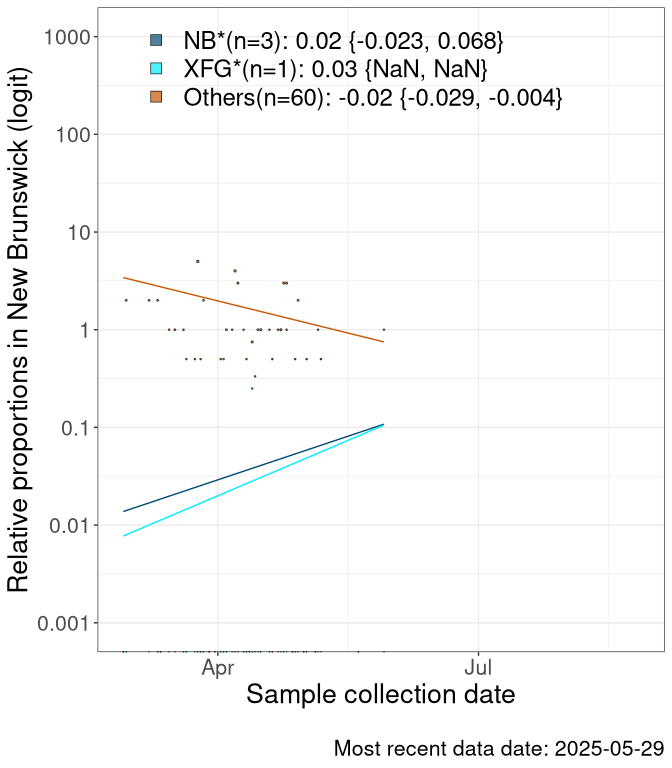 NB*(n=3): 0.02 {-0.023, 0.068}
XFG*(n=1): 0.03 {NaN, NaN}
Others(n=60): -0.02 {-0.029, -0.004}
Relative proportions in New Brunswick (logit)
1000
100
10
1
0.1
0.01
0.001
Apr
Jul
Sample collection date
Most recent data date: 2025-05-29